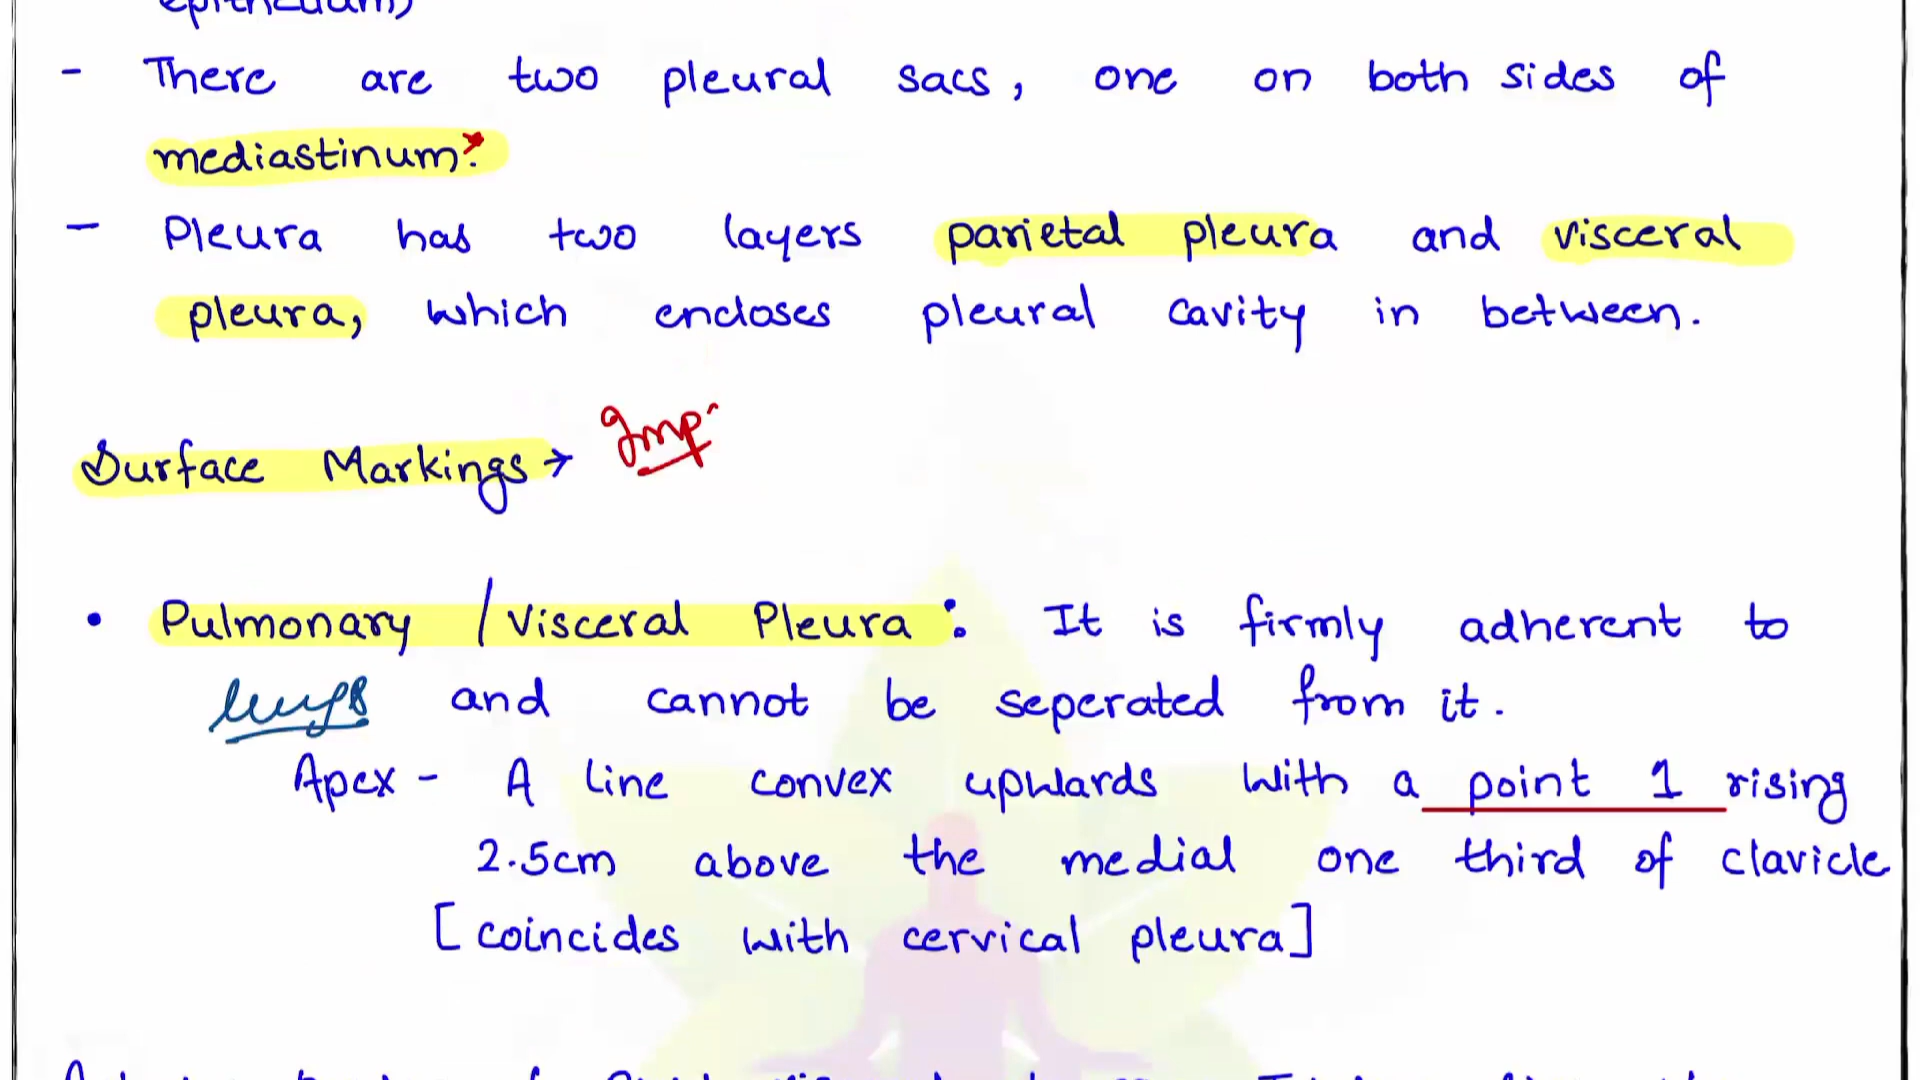 epithelium)
- There are two pleural sacs, one on both sides of
mediastinum.
- Pleura has two layers parietal pleura and visceral
pleura, which encloses pleural cavity in between.
Surface Markings → Imp.
• Pulmonary / Visceral Pleura: It is firmly adherent to
lungs and cannot be seperated from it.
Apex - A line convex upwards with a point 1 rising
2.5cm above the medial one third of clavicle
[coincides with cervical pleura]